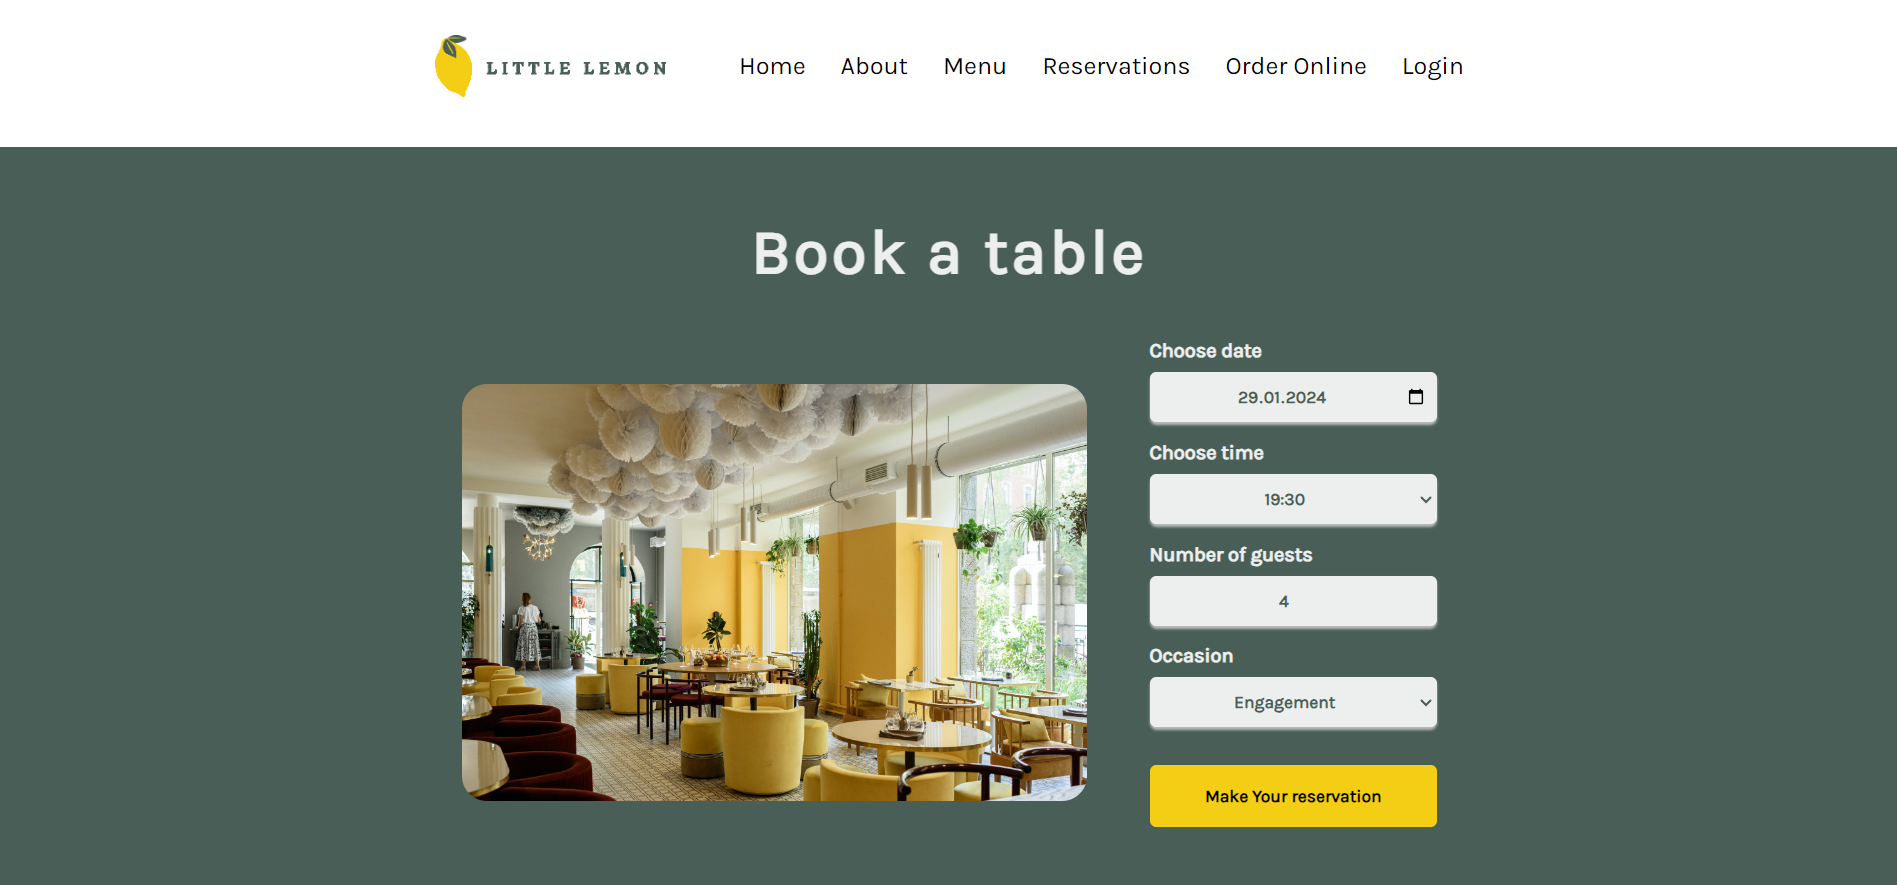 LITTLE LEMON
Home About Menu Reservations Order Online Login
Book a table
Choose date
29.01.2024
Choose time
19:30
Number of guests
4
Occasion
Engagement
Make Your reservation